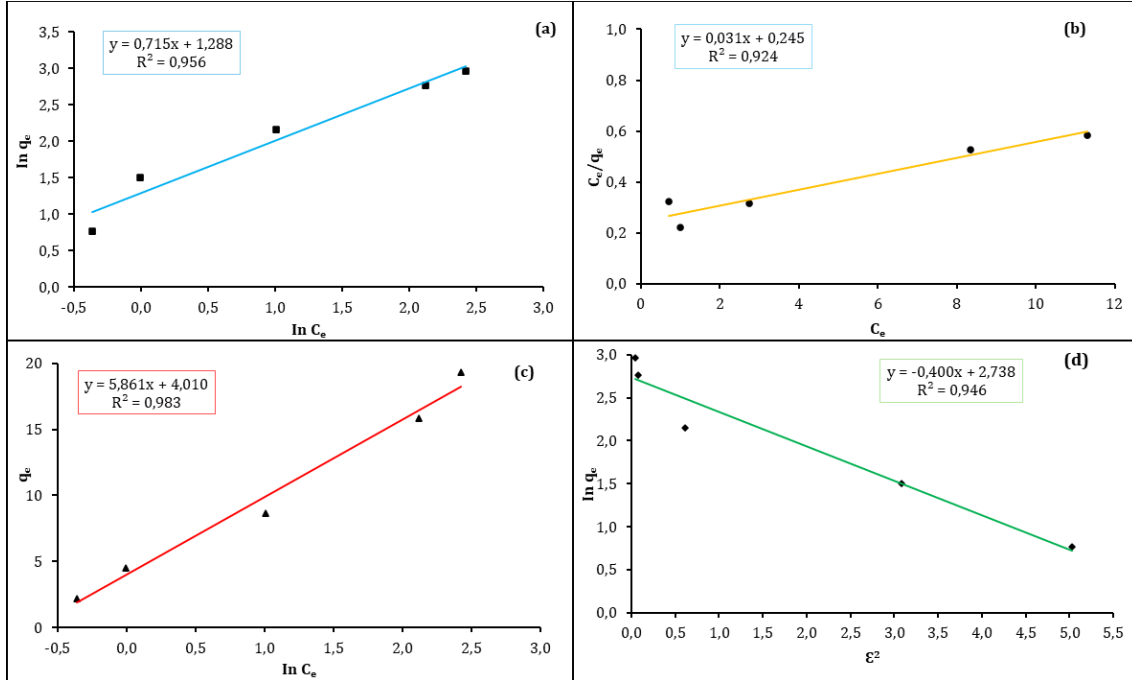 (a)
y = 0,715x + 1,288
R² = 0,956
3,5
3,0
2,5
2,0
1,5
1,0
0,5
0,0
ln qₑ
-0,5 0,0 0,5 1,0 1,5 2,0 2,5 3,0
ln Cₑ
(b)
y = 0,031x + 0,245
R² = 0,924
1,0
0,8
0,6
0,4
0,2
0,0
Cₑ/qₑ
0 2 4 6 8 10 12
Cₑ
(c)
y = 5,861x + 4,010
R² = 0,983
20
15
10
5
0
qₑ
-0,5 0,0 0,5 1,0 1,5 2,0 2,5 3,0
ln Cₑ
(d)
y = -0,400x + 2,738
R² = 0,946
3,0
2,5
2,0
1,5
1,0
0,5
0,0
ln qₑ
0,0 0,5 1,0 1,5 2,0 2,5 3,0 3,5 4,0 4,5 5,0 5,5
Ɛ²